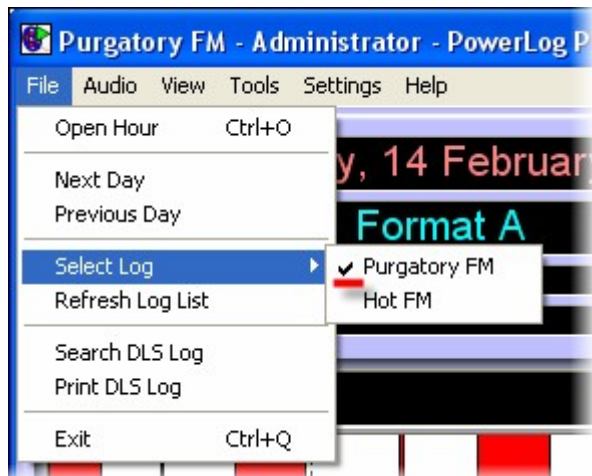 Purgatory FM - Administrator - PowerLog P
File Audio View Tools Settings Help
Open Hour Ctrl+O
Next Day
Previous Day
Select Log
Refresh Log List
Search DLS Log
Print DLS Log
Exit Ctrl+Q
Purgatory FM
Hot FM
y, 14 Februar
Format A